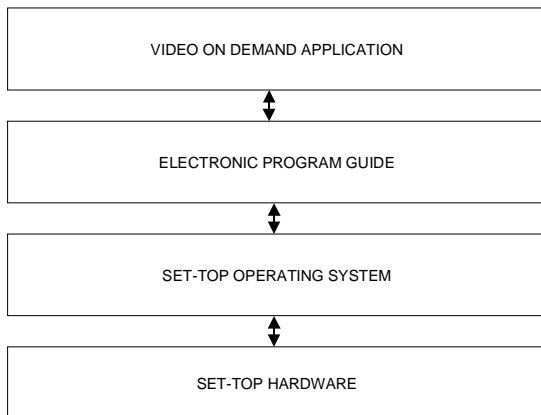 VIDEO ON DEMAND APPLICATION
ELECTRONIC PROGRAM GUIDE
SET-TOP OPERATING SYSTEM
SET-TOP HARDWARE